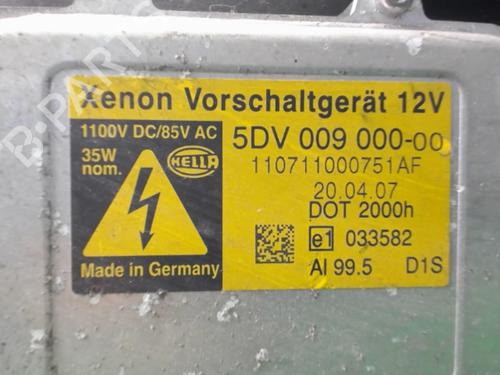 Xenon Vorschaltgerät 12V
1100V DC/85V AC
35W
nom.
HELLA
5DV 009 000-00
110711000751AF
20.04.07
DOT 2000h
e1 033582
Made in Germany
Al 99.5 D1S
B-PARTS